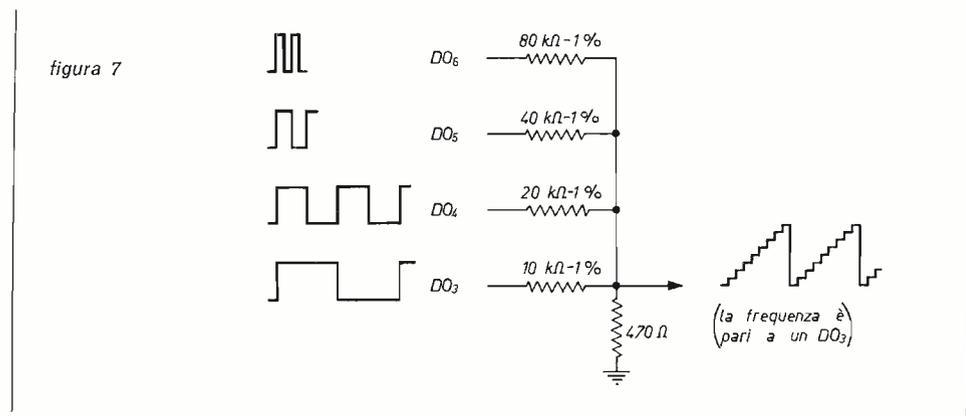 figura 7
DO₆
80 kΩ-1%
DO₅
40 kΩ-1%
DO₄
20 kΩ-1%
DO₃
10 kΩ-1%
470 Ω
(la frequenza è
pari a un DO₃)